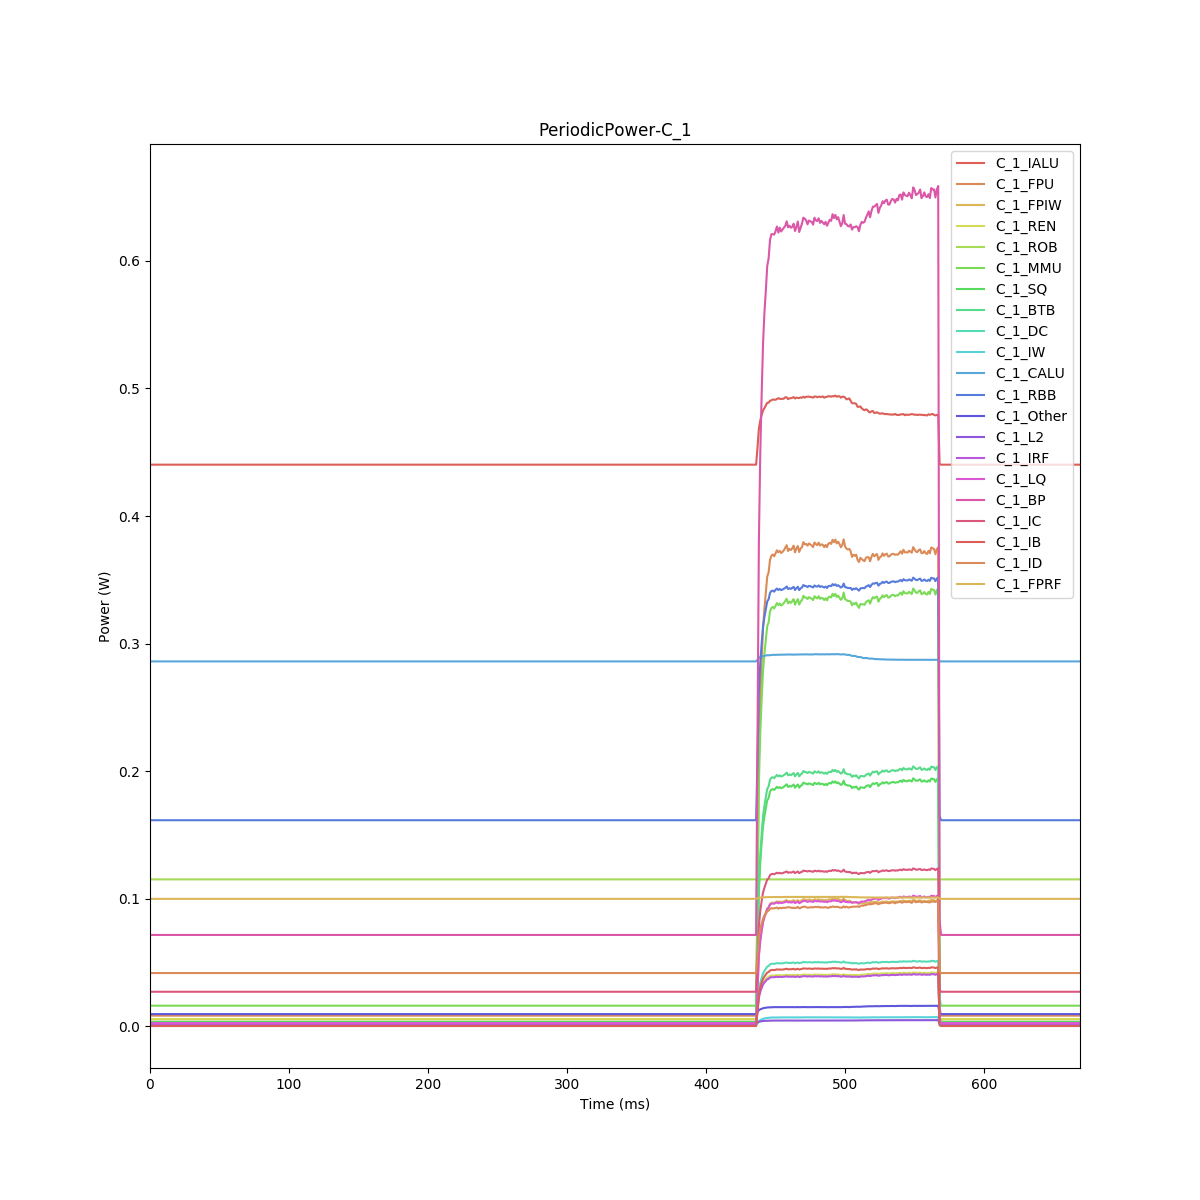 PeriodicPower-C_1
C_1_IALU
C_1_FPU
C_1_FPIW
C_1_REN
C_1_ROB
C_1_MMU
C_1_SQ
C_1_BTB
C_1_DC
C_1_IW
C_1_CALU
C_1_RBB
C_1_Other
C_1_L2
C_1_IRF
C_1_LQ
C_1_BP
C_1_IC
C_1_IB
C_1_ID
C_1_FPRF
0.6
0.5
0.4
0.3
0.2
0.1
0.0
Power (W)
0 100 200 300 400 500 600
Time (ms)